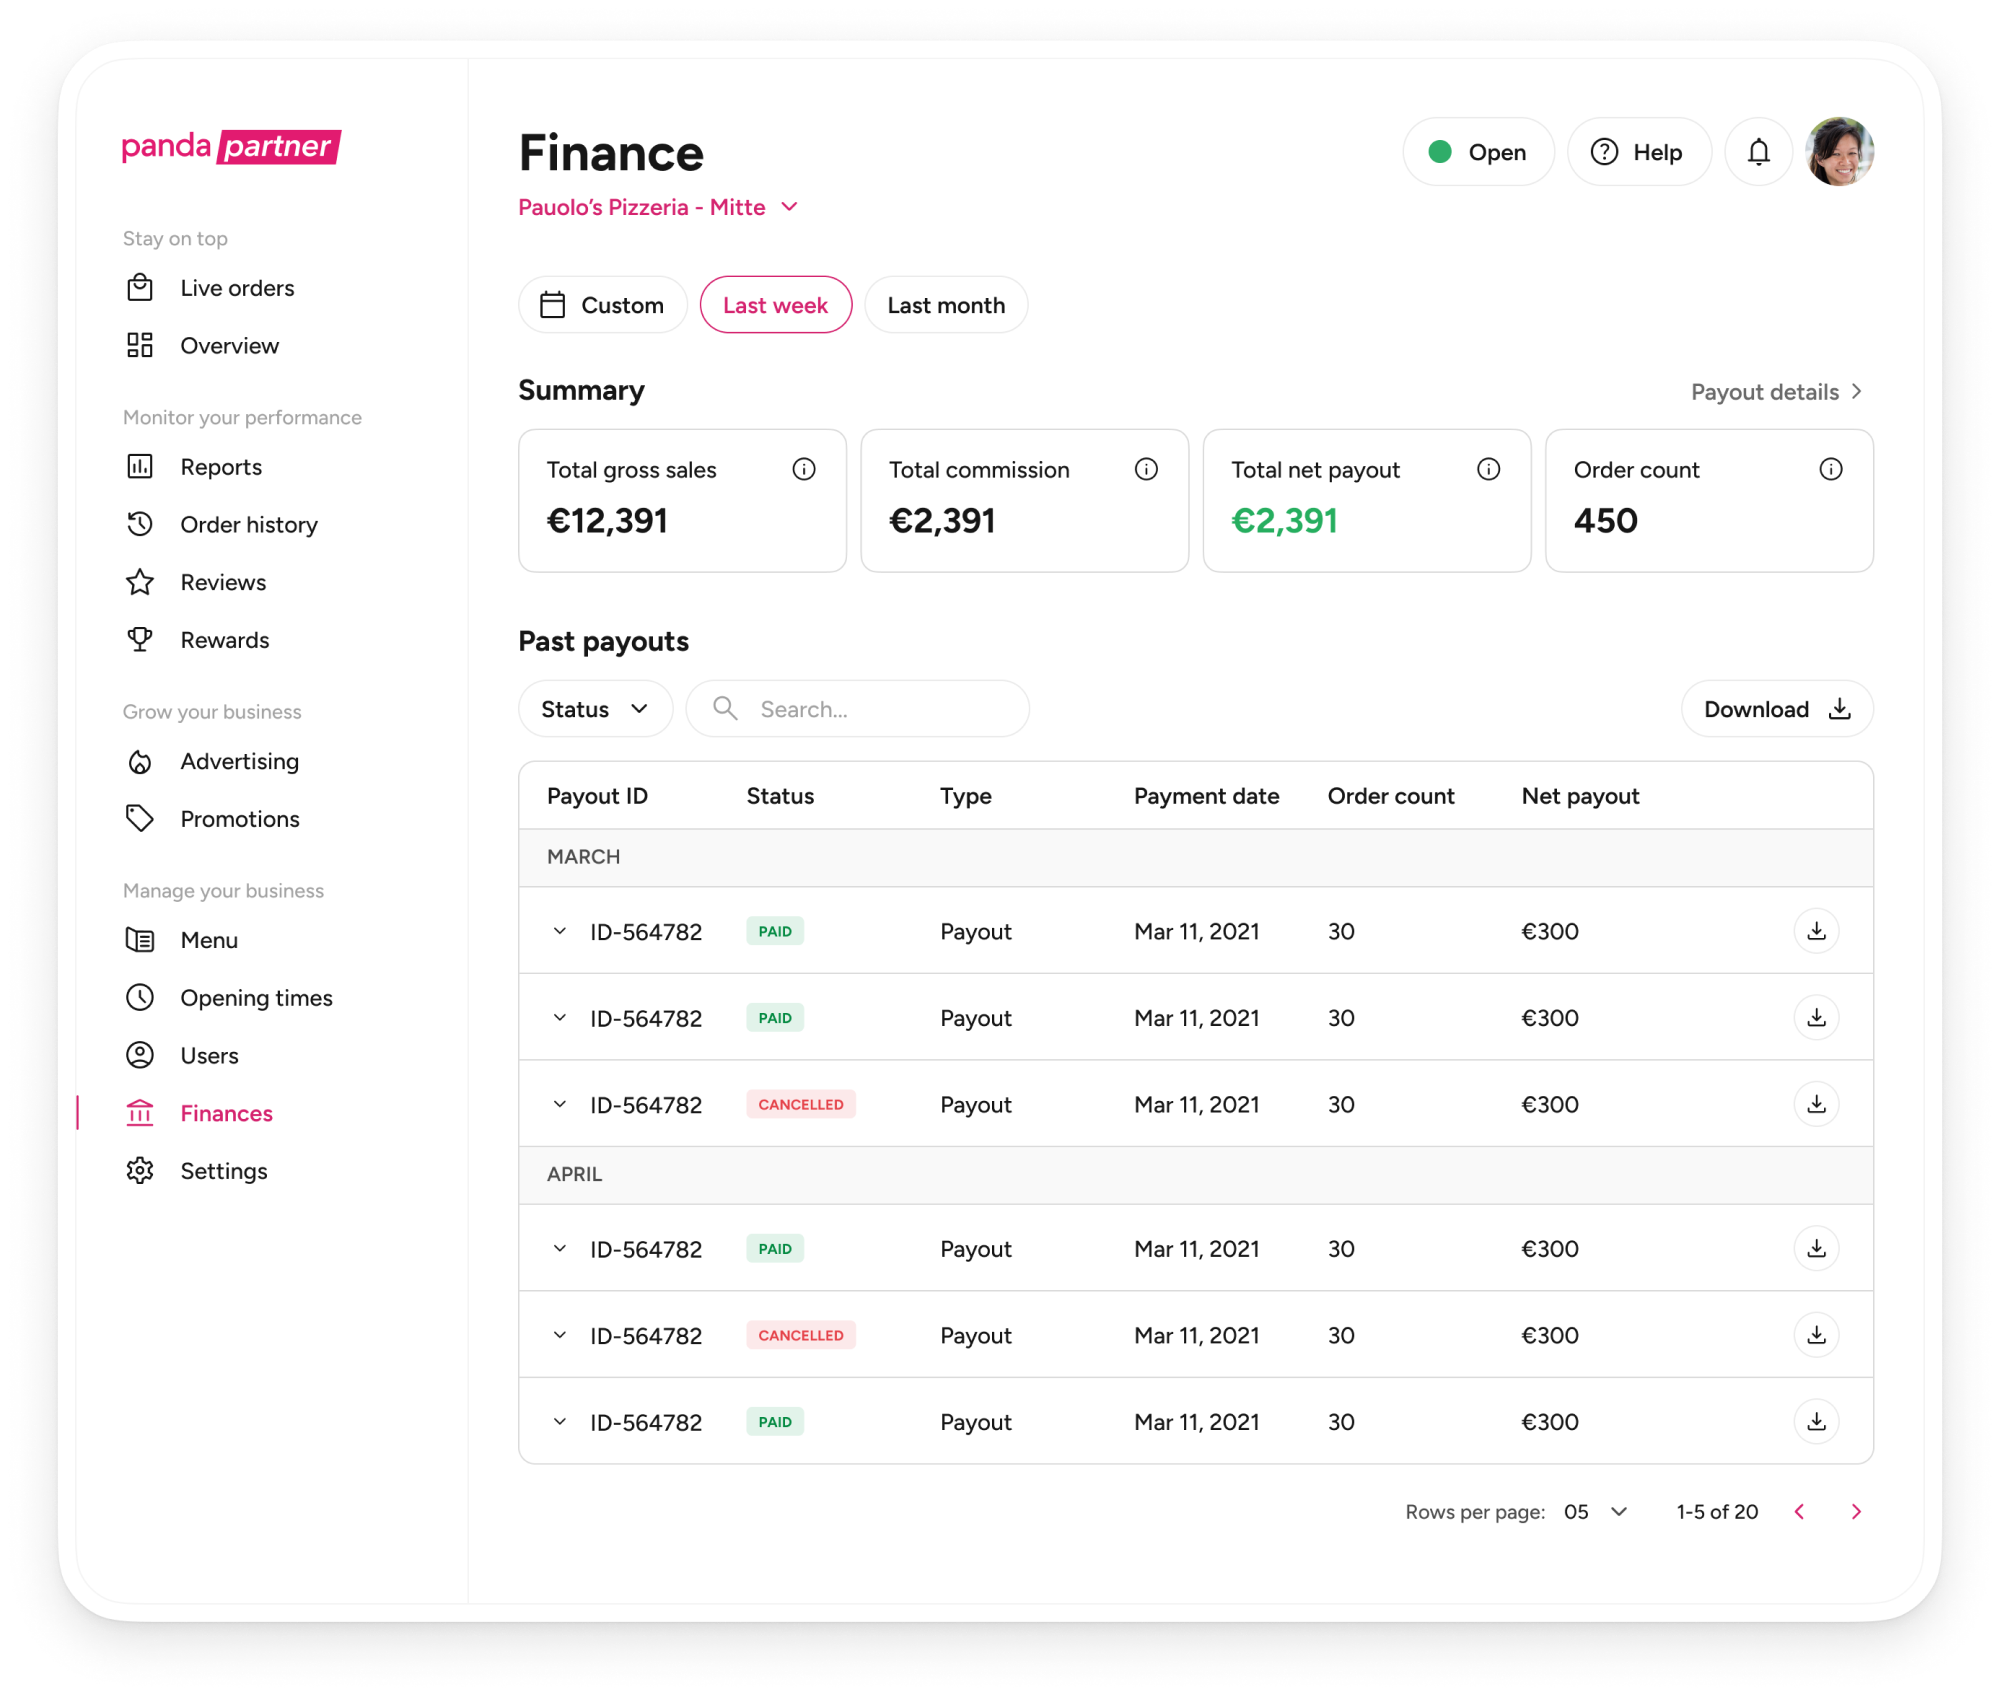 panda partner
Stay on top
Live orders
Overview
Monitor your performance
Reports
Order history
Reviews
Rewards
Grow your business
Advertising
Promotions
Manage your business
Menu
Opening times
Users
Finances
Settings
Finance
Open
Help
Pauolo’s Pizzeria - Mitte
Custom
Last week
Last month
Summary
Payout details
Total gross sales
€12,391
Total commission
€2,391
Total net payout
€2,391
Order count
450
Past payouts
Status
Search...
Download
Payout ID Status Type Payment date Order count Net payout
MARCH
ID-564782 PAID Payout Mar 11, 2021 30 €300
ID-564782 PAID Payout Mar 11, 2021 30 €300
ID-564782 CANCELLED Payout Mar 11, 2021 30 €300
APRIL
ID-564782 PAID Payout Mar 11, 2021 30 €300
ID-564782 CANCELLED Payout Mar 11, 2021 30 €300
ID-564782 PAID Payout Mar 11, 2021 30 €300
Rows per page: 05 1-5 of 20